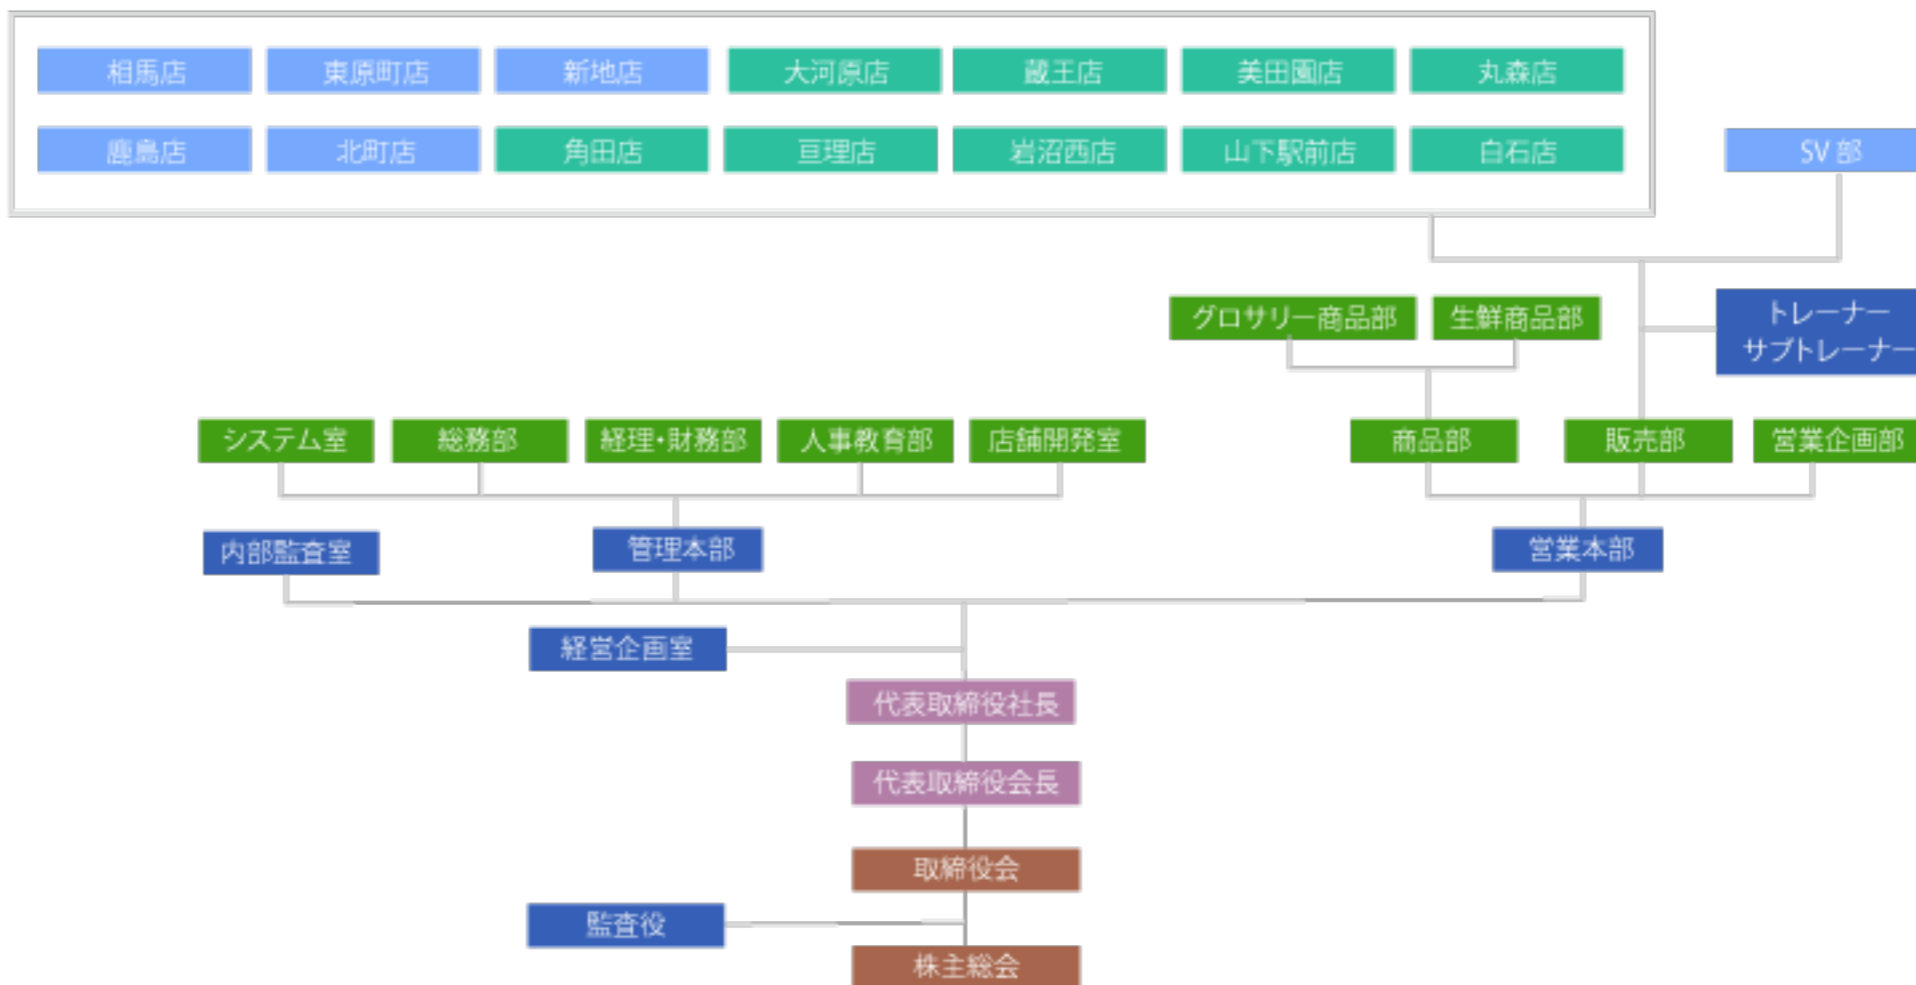 相馬店
東原町店
新地店
大河原店
蔵王店
美田園店
丸森店
鹿島店
北町店
角田店
亘理店
岩沼西店
山下駅前店
白石店
SV 部
グロサリー商品部
生鮮商品部
トレーナー
サブトレーナー
システム室
総務部
経理・財務部
人事教育部
店舗開発室
商品部
販売部
営業企画部
内部監査室
管理本部
営業本部
経営企画室
代表取締役社長
代表取締役会長
取締役会
監査役
株主総会